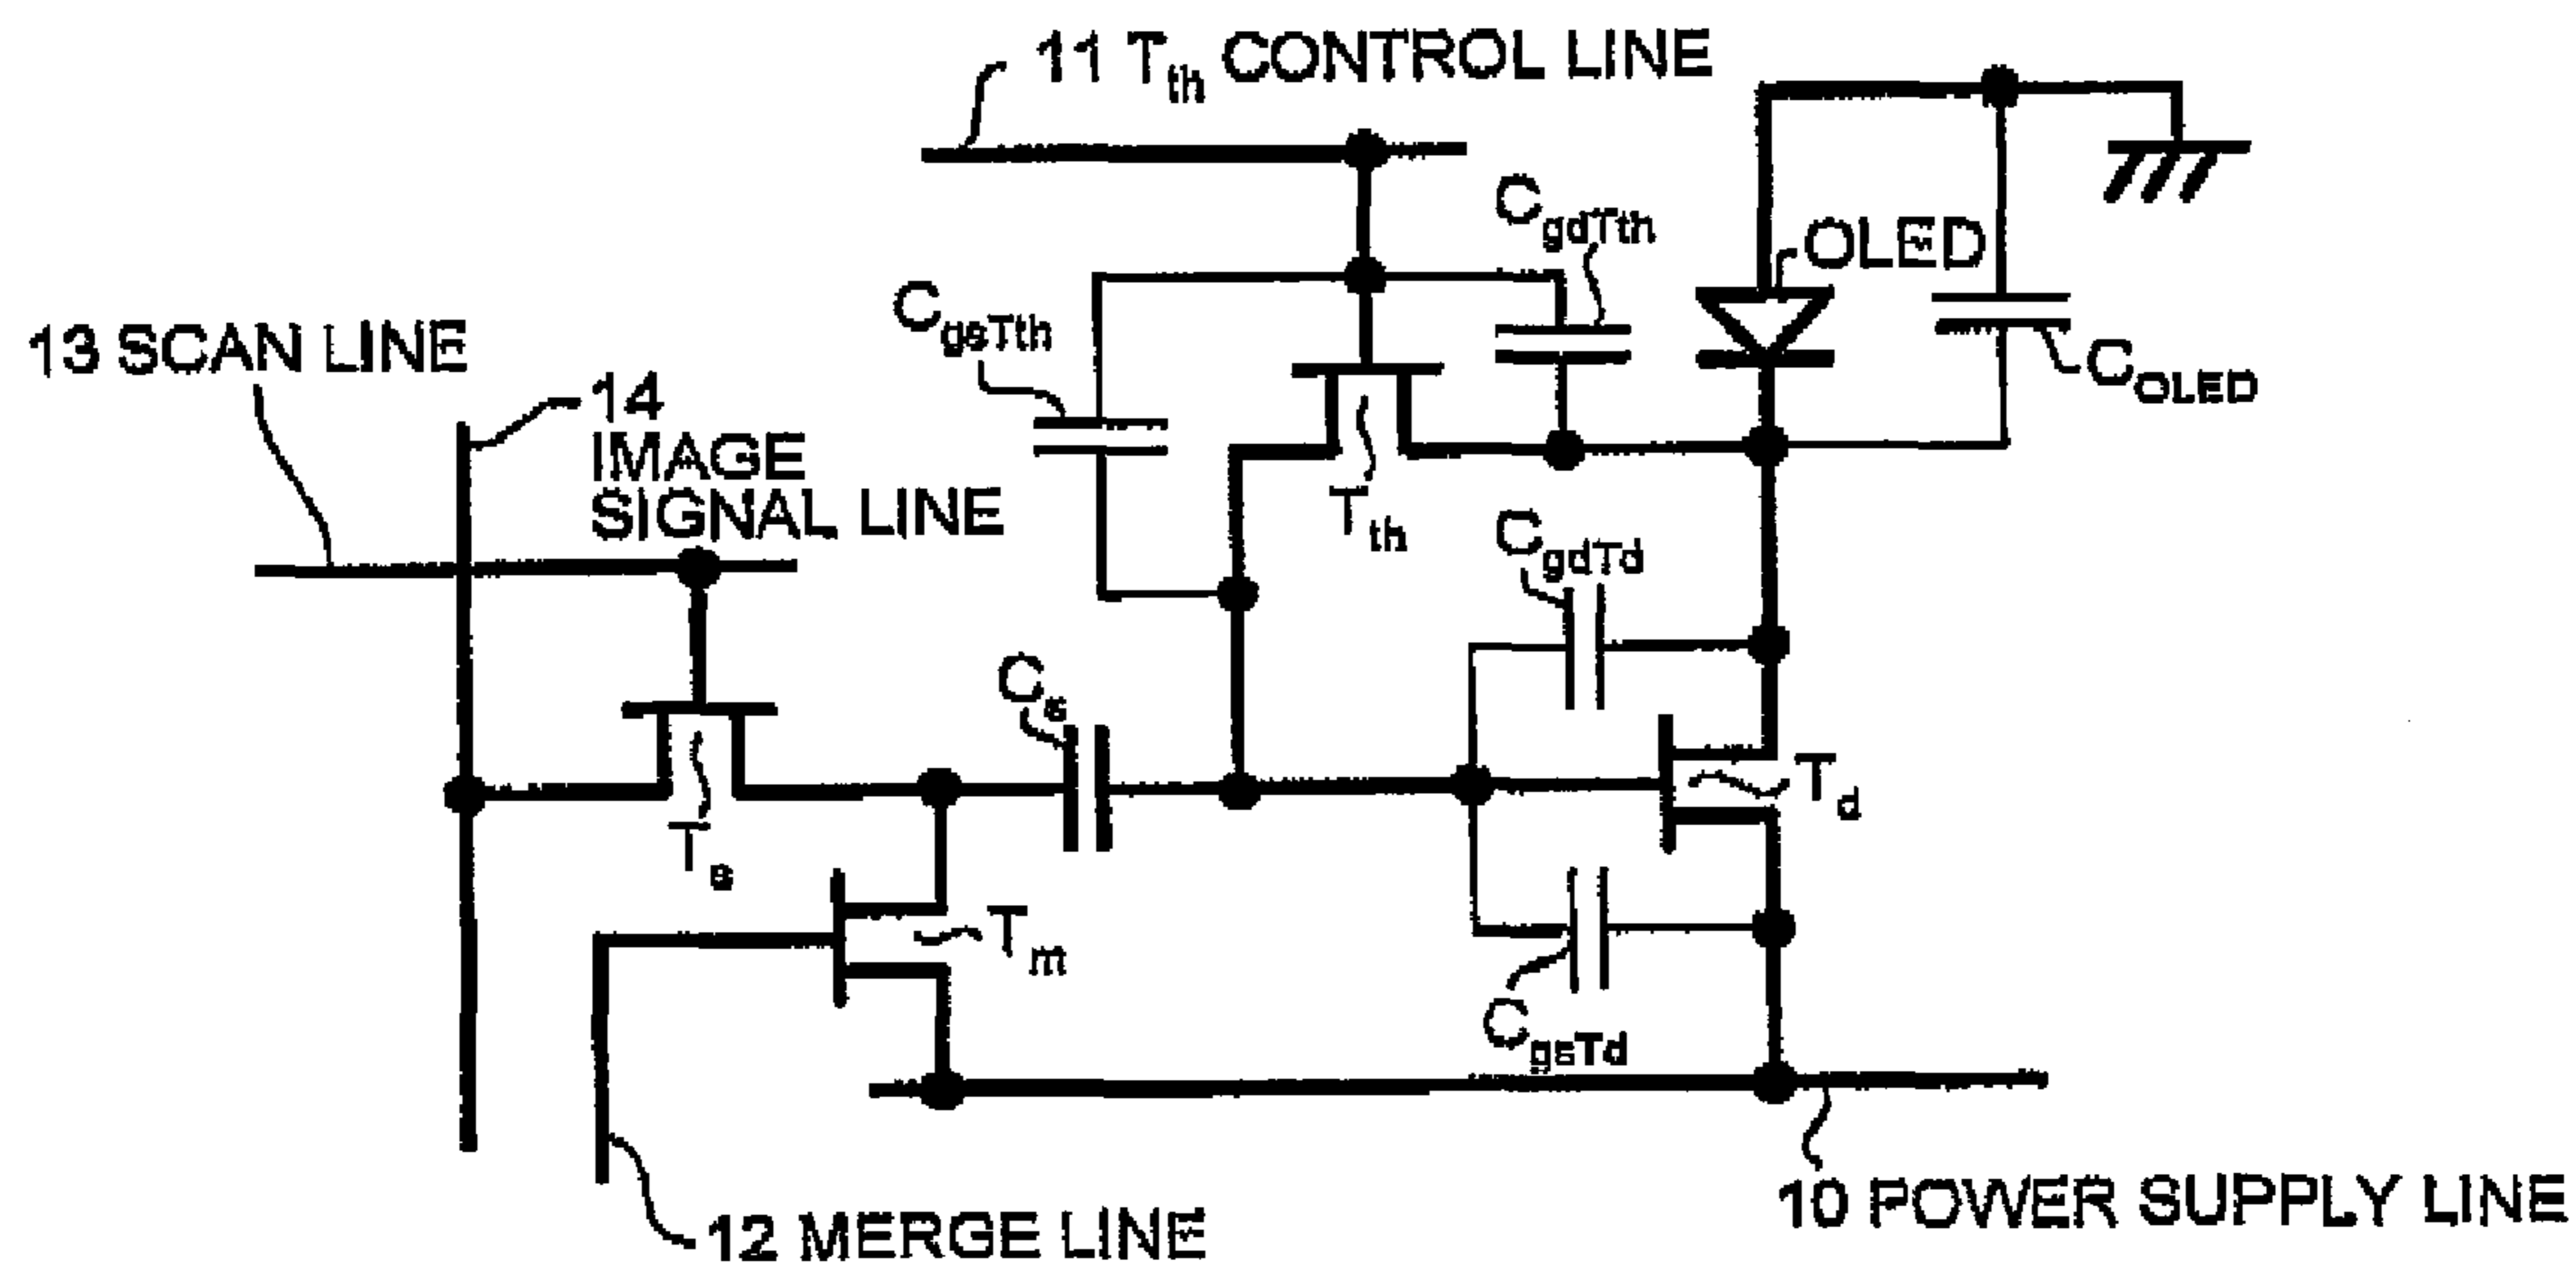 11 Tth CONTROL LINE
CgdTth
OLED
CgsTth
13 SCAN LINE
COLED
14
IMAGE
SIGNAL LINE
Tth
CgdTd
Cs
Td
Ts
Tm
CgsTd
10 POWER SUPPLY LINE
12 MERGE LINE